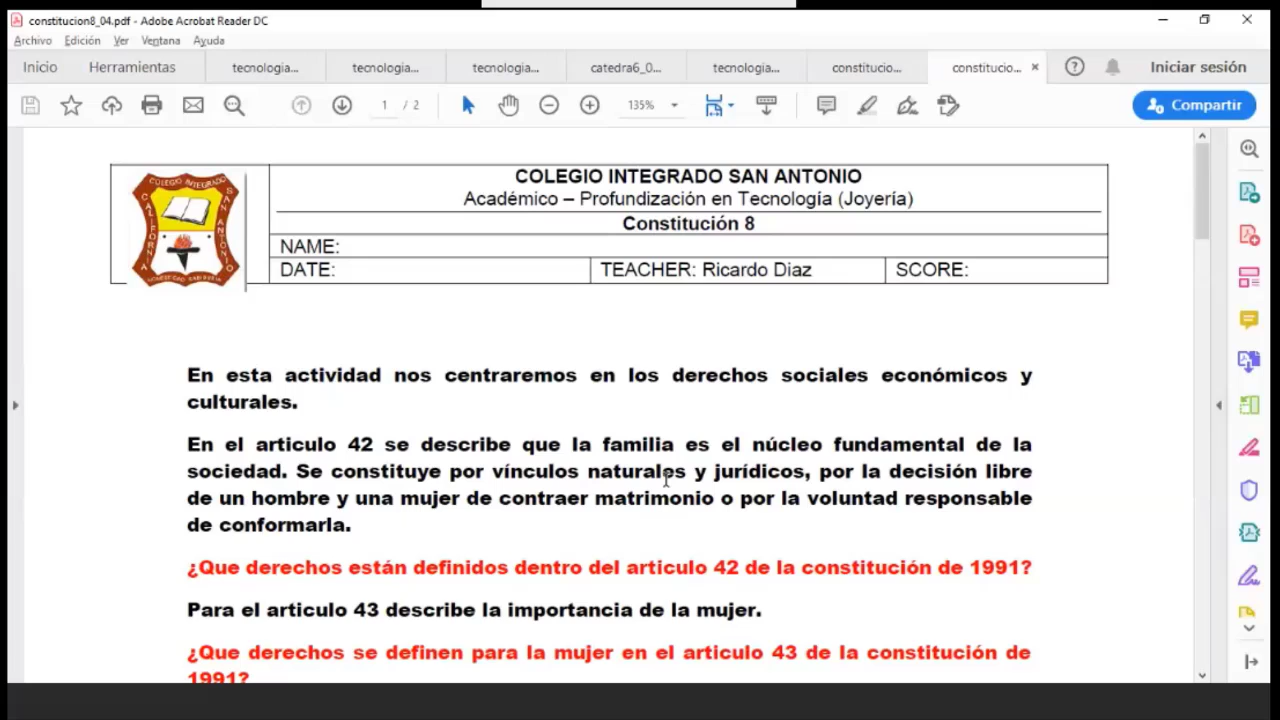 constitucion8_04.pdf - Adobe Acrobat Reader DC
Archivo Edición Ver Ventana Ayuda
Inicio Herramientas tecnologia... tecnologia... tecnologia... catedra6_0... tecnologia... constitucio... constitucio... Iniciar sesión
1 / 2 135% Compartir
COLEGIO INTEGRADO SAN ANTONIO CALIFORNIA
COLEGIO INTEGRADO SAN ANTONIO
Académico – Profundización en Tecnología (Joyería)
Constitución 8
NAME:
DATE: TEACHER: Ricardo Diaz SCORE:
En esta actividad nos centraremos en los derechos sociales económicos y
culturales.
En el articulo 42 se describe que la familia es el núcleo fundamental de la
sociedad. Se constituye por vínculos naturales y jurídicos, por la decisión libre
de un hombre y una mujer de contraer matrimonio o por la voluntad responsable
de conformarla.
¿Que derechos están definidos dentro del articulo 42 de la constitución de 1991?
Para el articulo 43 describe la importancia de la mujer.
¿Que derechos se definen para la mujer en el articulo 43 de la constitución de
1991?